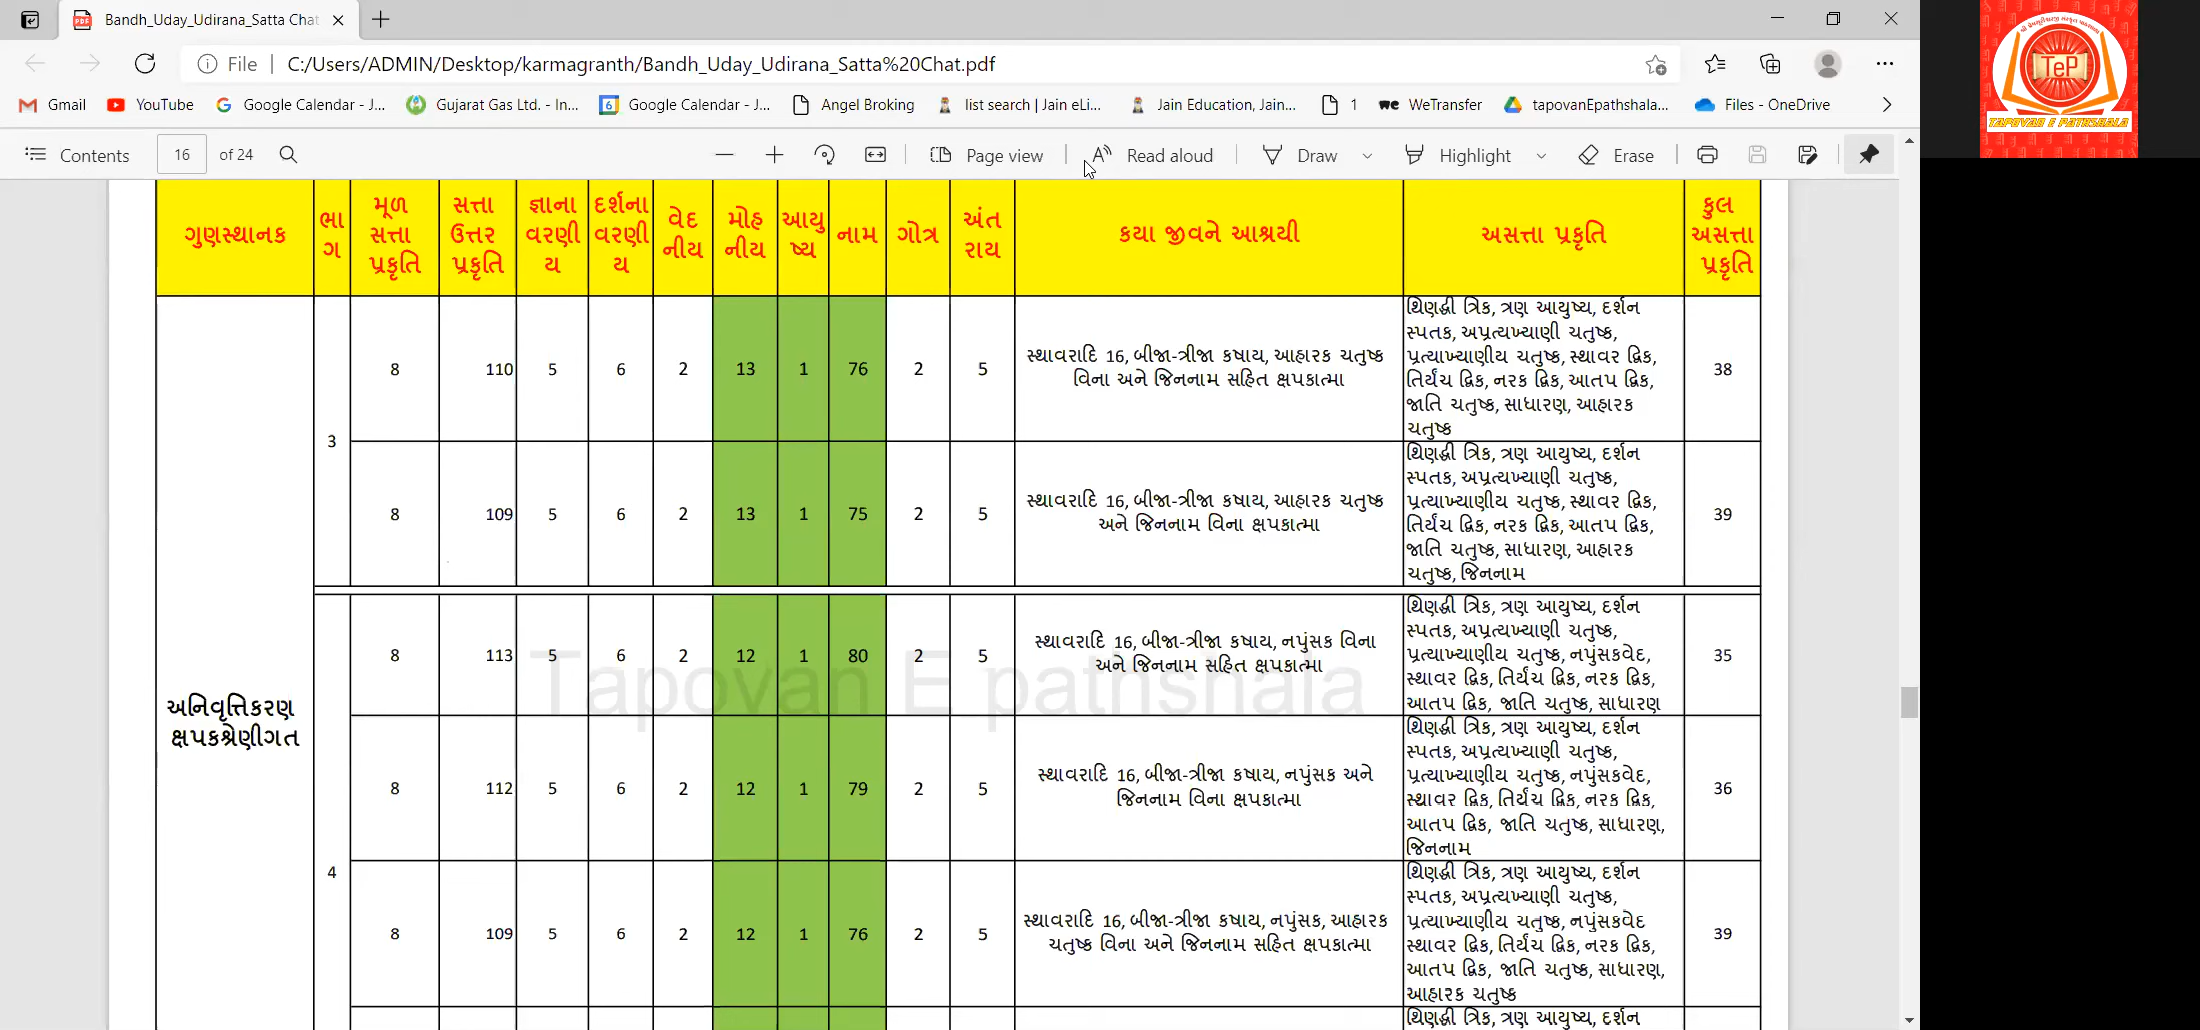 Bandh_Uday_Udirana_Satta Chat
File
C:/Users/ADMIN/Desktop/karmagranth/Bandh_Uday_Udirana_Satta%20Chat.pdf
Gmail YouTube Google Calendar - J... Gujarat Gas Ltd. - In... Google Calendar - J... Angel Broking list search | Jain eLi... Jain Education, Jain... 1 WeTransfer tapovanEpathshala... Files - OneDrive
Contents 16 of 24 Page view Read aloud Draw Highlight Erase
TeP
TAPOVAN E PATHSHALA
ગુણસ્થાનક
ભા
ગ
મૂળ
સત્તા
પ્રકૃતિ
સત્તા
ઉત્તર
પ્રકૃતિ
જ્ઞાના
વરણી
ય
દર્શના
વરણી
ય
વેદ
નીય
મોહ
નીય
આયુ
ષ્ય
નામ
ગોત્ર
અંત
રાય
કયા જીવને આશ્રયી
અસત્તા પ્રકૃતિ
કુલ
અસત્તા
પ્રકૃતિ
અનિવૃત્તિકરણ
ક્ષપકશ્રેણીગત
3
8 110 5 6 2 13 1 76 2 5
સ્થાવરાદિ 16, બીજા-ત્રીજા કષાય, આહારક ચતુષ્ક
વિના અને જિનનામ સહિત ક્ષપકાત્મા
થિણદ્ધી ત્રિક, ત્રણ આયુષ્ય, દર્શન
સ્પતક, અપ્રત્યખ્યાણી ચતુષ્ક,
પ્રત્યાખ્યાણીય ચતુષ્ક, સ્થાવર દ્વિક,
તિર્યંચ દ્વિક, નરક દ્વિક, આતપ દ્વિક,
જાતિ ચતુષ્ક, સાધારણ, આહારક
ચતુષ્ક
38
8 109 5 6 2 13 1 75 2 5
સ્થાવરાદિ 16, બીજા-ત્રીજા કષાય, આહારક ચતુષ્ક
અને જિનનામ વિના ક્ષપકાત્મા
થિણદ્ધી ત્રિક, ત્રણ આયુષ્ય, દર્શન
સ્પતક, અપ્રત્યખ્યાણી ચતુષ્ક,
પ્રત્યાખ્યાણીય ચતુષ્ક, સ્થાવર દ્વિક,
તિર્યંચ દ્વિક, નરક દ્વિક, આતપ દ્વિક,
જાતિ ચતુષ્ક, સાધારણ, આહારક
ચતુષ્ક, જિનનામ
39
4
8 113 5 6 2 12 1 80 2 5
સ્થાવરાદિ 16, બીજા-ત્રીજા કષાય, નપુંસક વિના
અને જિનનામ સહિત ક્ષપકાત્મા
થિણદ્ધી ત્રિક, ત્રણ આયુષ્ય, દર્શન
સ્પતક, અપ્રત્યખ્યાણી ચતુષ્ક,
પ્રત્યાખ્યાણીય ચતુષ્ક, નપુંસકવેદ,
સ્થાવર દ્વિક, તિર્યંચ દ્વિક, નરક દ્વિક,
આતપ દ્વિક, જાતિ ચતુષ્ક, સાધારણ
35
Tapovan E pathshala
8 112 5 6 2 12 1 79 2 5
સ્થાવરાદિ 16, બીજા-ત્રીજા કષાય, નપુંસક અને
જિનનામ વિના ક્ષપકાત્મા
થિણદ્ધી ત્રિક, ત્રણ આયુષ્ય, દર્શન
સ્પતક, અપ્રત્યખ્યાણી ચતુષ્ક,
પ્રત્યાખ્યાણીય ચતુષ્ક, નપુંસકવેદ,
સ્થાવર દ્વિક, તિર્યંચ દ્વિક, નરક દ્વિક,
આતપ દ્વિક, જાતિ ચતુષ્ક, સાધારણ,
જિનનામ
36
8 109 5 6 2 12 1 76 2 5
સ્થાવરાદિ 16, બીજા-ત્રીજા કષાય, નપુંસક, આહારક
ચતુષ્ક વિના અને જિનનામ સહિત ક્ષપકાત્મા
થિણદ્ધી ત્રિક, ત્રણ આયુષ્ય, દર્શન
સ્પતક, અપ્રત્યખ્યાણી ચતુષ્ક,
પ્રત્યાખ્યાણીય ચતુષ્ક, નપુંસકવેદ
સ્થાવર દ્વિક, તિર્યંચ દ્વિક, નરક દ્વિક,
આતપ દ્વિક, જાતિ ચતુષ્ક, સાધારણ,
આહારક ચતુષ્ક
39
થિણદ્ધી ત્રિક, ત્રણ આયુષ્ય, દર્શન